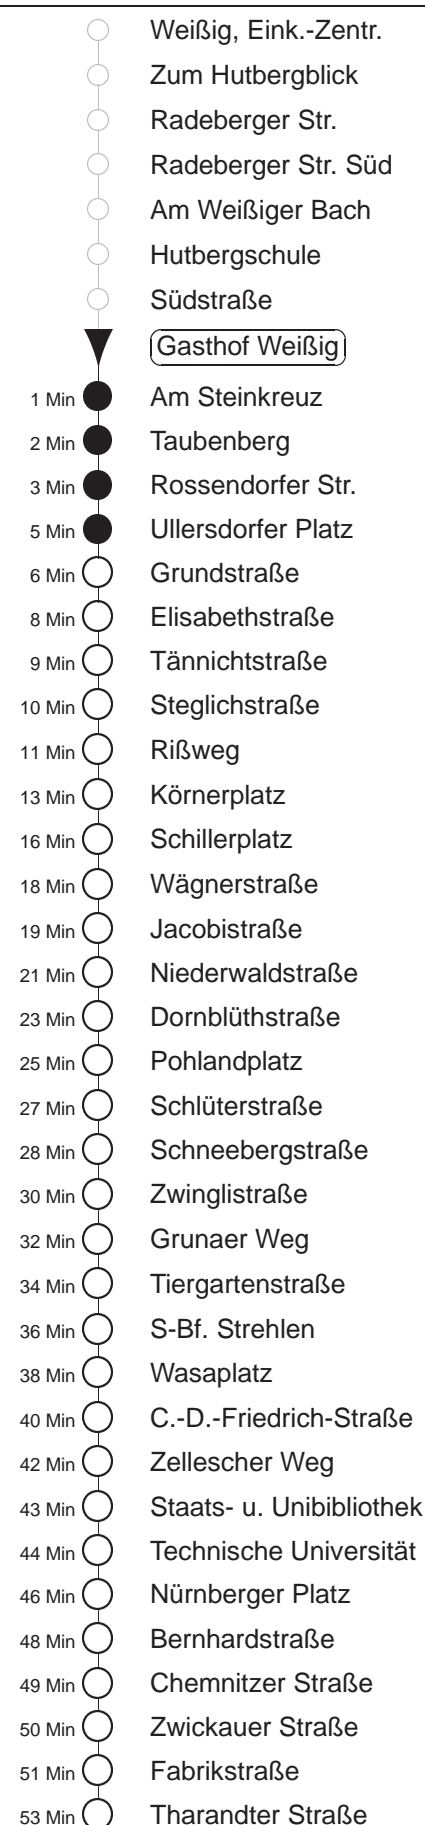 Weißig, Eink.-Zentr.
Zum Hutbergblick
Radeberger Str.
Radeberger Str. Süd
Am Weißiger Bach
Hutbergschule
Südstraße
Gasthof Weißig
1 Min Am Steinkreuz
2 Min Taubenberg
3 Min Rossendorfer Str.
5 Min Ullersdorfer Platz
6 Min Grundstraße
8 Min Elisabethstraße
9 Min Tännichtstraße
10 Min Steglichstraße
11 Min Rißweg
13 Min Körnerplatz
16 Min Schillerplatz
18 Min Wägnerstraße
19 Min Jacobistraße
21 Min Niederwaldstraße
23 Min Dornblüthstraße
25 Min Pohlandplatz
27 Min Schlüterstraße
28 Min Schneebergstraße
30 Min Zwinglistraße
32 Min Grunaer Weg
34 Min Tiergartenstraße
36 Min S-Bf. Strehlen
38 Min Wasaplatz
40 Min C.-D.-Friedrich-Straße
42 Min Zellescher Weg
43 Min Staats- u. Unibibliothek
44 Min Technische Universität
46 Min Nürnberger Platz
48 Min Bernhardstraße
49 Min Chemnitzer Straße
50 Min Zwickauer Straße
51 Min Fabrikstraße
53 Min Tharandter Straße